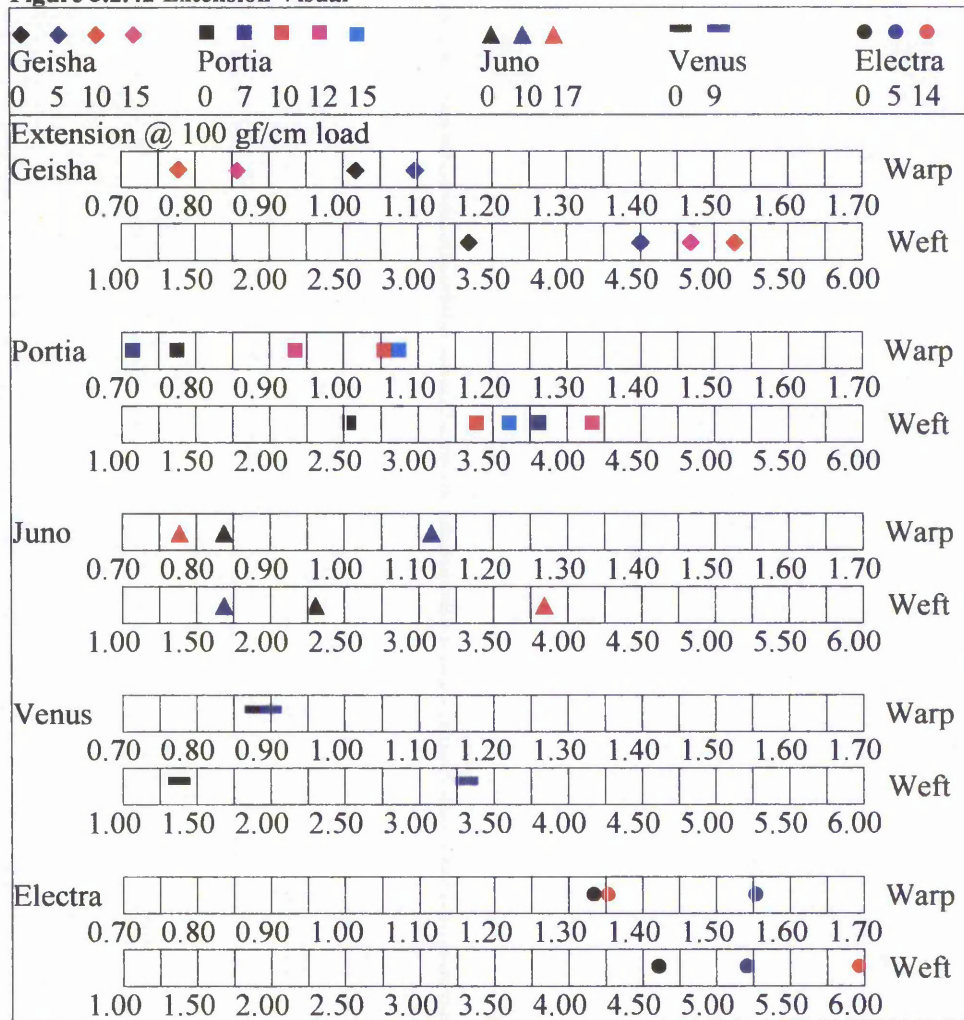 Geisha Portia Juno Venus Electra
0 5 10 15 0 7 10 12 15 0 10 17 0 9 0 5 14
Extension @ 100 gf/cm load
Geisha Warp
0.70 0.80 0.90 1.00 1.10 1.20 1.30 1.40 1.50 1.60 1.70
Weft
1.00 1.50 2.00 2.50 3.00 3.50 4.00 4.50 5.00 5.50 6.00
Portia Warp
0.70 0.80 0.90 1.00 1.10 1.20 1.30 1.40 1.50 1.60 1.70
Weft
1.00 1.50 2.00 2.50 3.00 3.50 4.00 4.50 5.00 5.50 6.00
Juno Warp
0.70 0.80 0.90 1.00 1.10 1.20 1.30 1.40 1.50 1.60 1.70
Weft
1.00 1.50 2.00 2.50 3.00 3.50 4.00 4.50 5.00 5.50 6.00
Venus Warp
0.70 0.80 0.90 1.00 1.10 1.20 1.30 1.40 1.50 1.60 1.70
Weft
1.00 1.50 2.00 2.50 3.00 3.50 4.00 4.50 5.00 5.50 6.00
Electra Warp
0.70 0.80 0.90 1.00 1.10 1.20 1.30 1.40 1.50 1.60 1.70
Weft
1.00 1.50 2.00 2.50 3.00 3.50 4.00 4.50 5.00 5.50 6.00